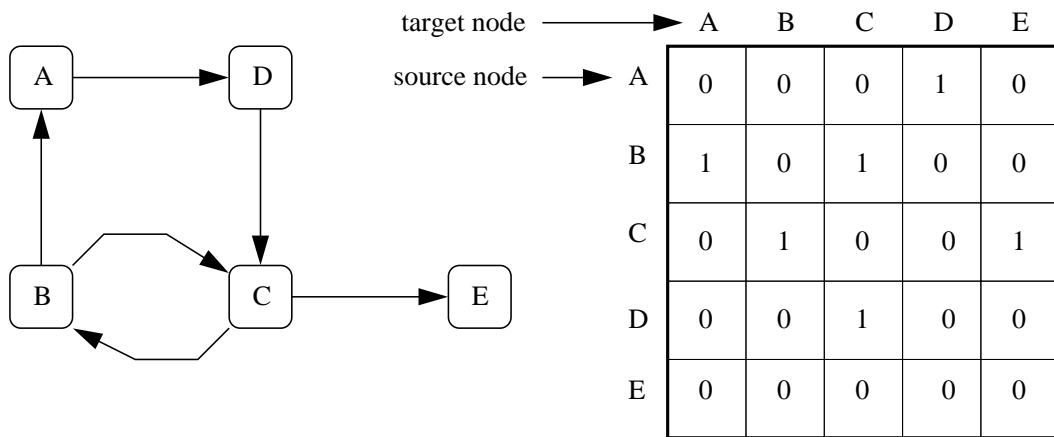 target node A B C D E
source node A 0 0 0 1 0
B 1 0 1 0 0
C 0 1 0 0 1
D 0 0 1 0 0
E 0 0 0 0 0
A D
B C E